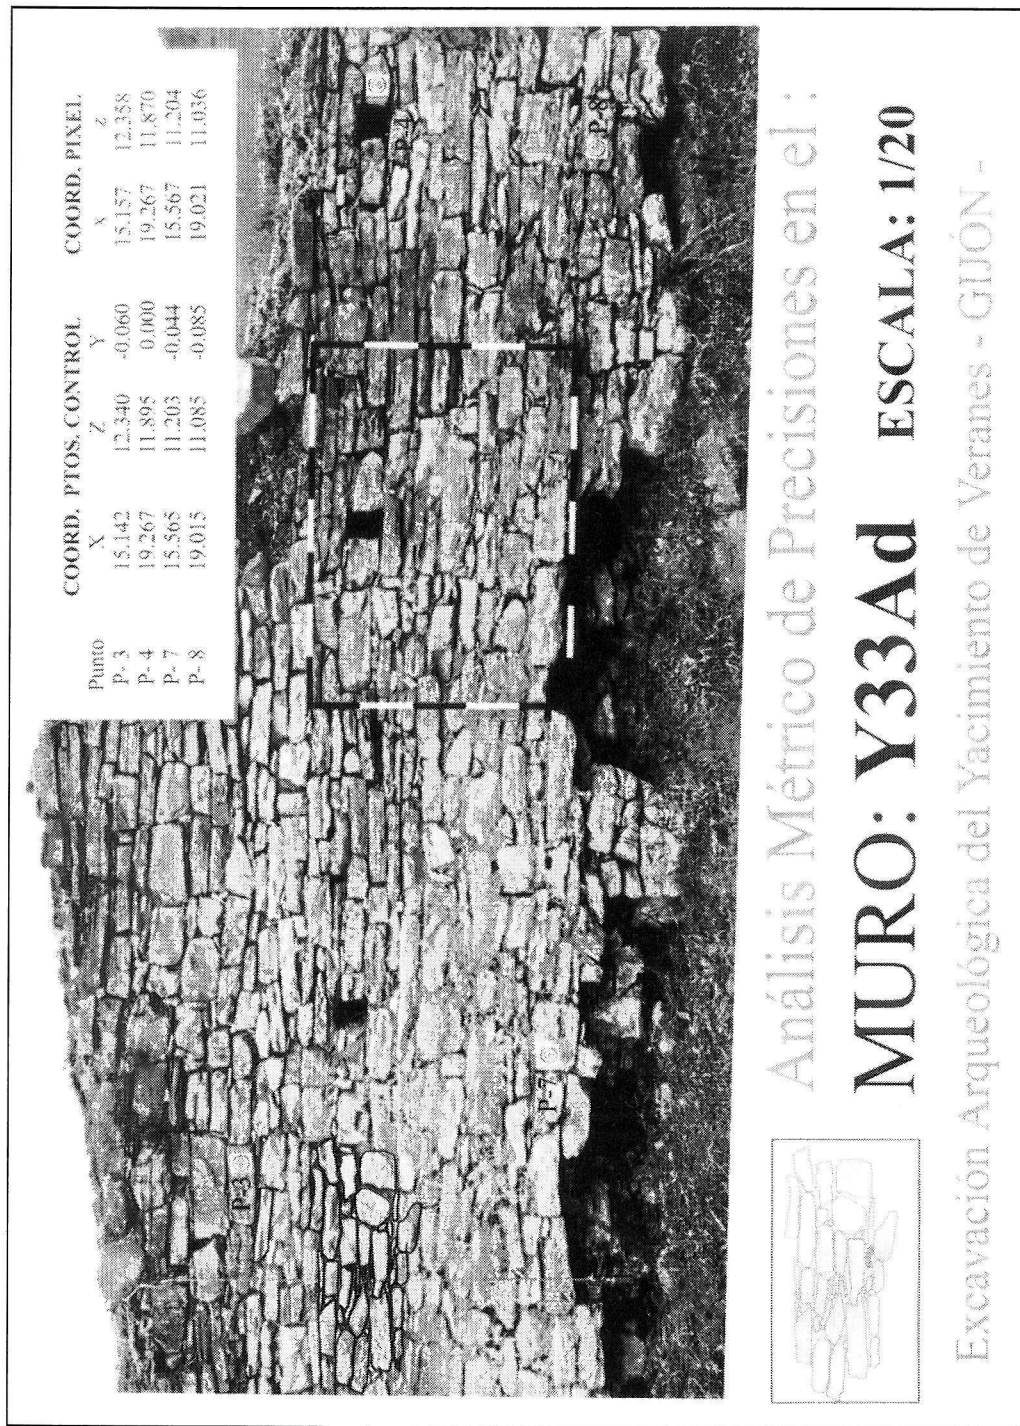 COORD. PTOS. CONTROL COORD. PIXEL
Punto X Z Y x z
P- 3 15.142 12.340 -0.060 15.157 12.358
P- 4 19.267 11.895 0.000 19.267 11.870
P- 7 15.565 11.203 -0.044 15.567 11.204
P- 8 19.015 11.085 -0.085 19.021 11.036
P-3
P-4
P-7
P-8
Análisis Métrico de Precisiones en el :
MURO: Y33Ad ESCALA: 1/20
Excavación Arqueológica del Yacimiento de Veranes - GIJÓN -